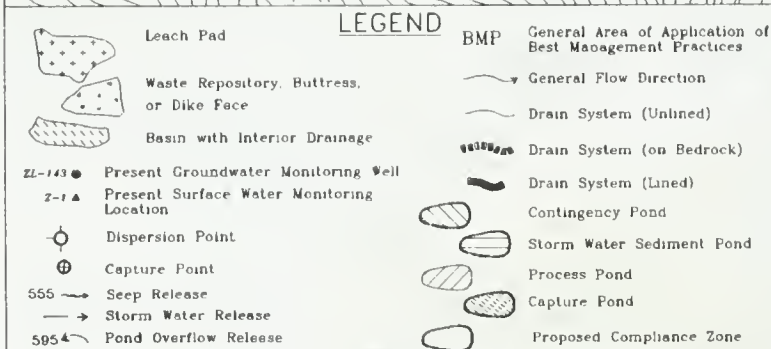 LEGEND
Leach Pad
Waste Repository, Buttress,
or Dike Face
Basin with Interior Drainage
ZL-143 Present Groundwater Monitoring Well
Z-1 Present Surface Water Monitoring
Location
Dispersion Point
Capture Point
555 Seep Release
Storm Water Release
595 Pond Overflow Release
BMP General Area of Application of
Best Management Practices
General Flow Direction
Drain System (Unlined)
Drain System (on Bedrock)
Drain System (Lined)
Contingency Pond
Storm Water Sediment Pond
Process Pond
Capture Pond
Proposed Compliance Zone